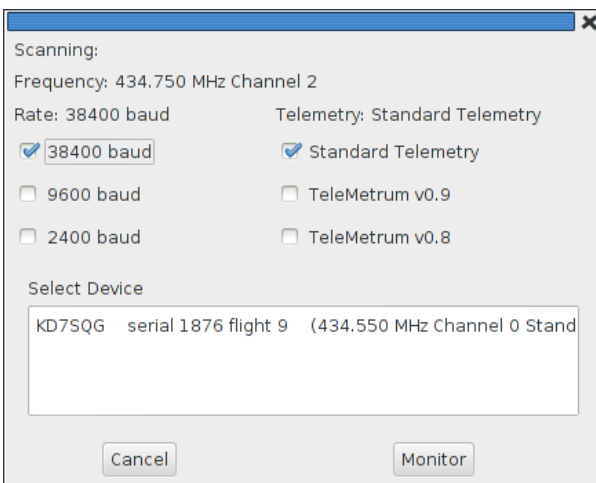 Scanning:
Frequency: 434.750 MHz Channel 2
Rate: 38400 baud Telemetry: Standard Telemetry
38400 baud Standard Telemetry
9600 baud TeleMetrum v0.9
2400 baud TeleMetrum v0.8
Select Device
KD7SQG serial 1876 flight 9 (434.550 MHz Channel 0 Stand
Cancel Monitor